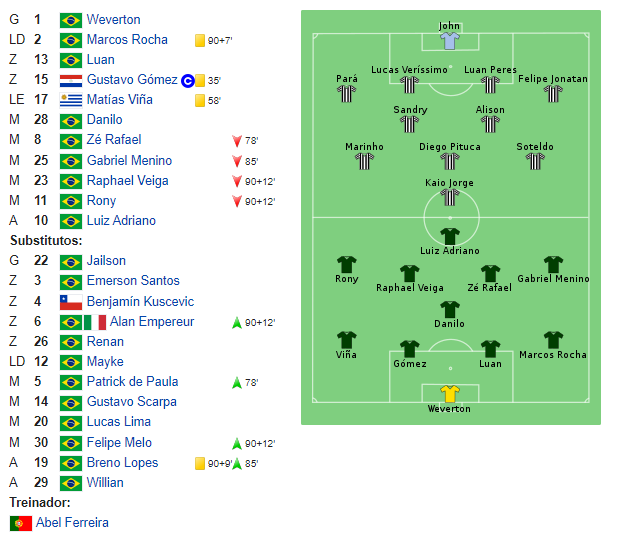 G 1 Weverton
LD 2 Marcos Rocha 90+7'
Z 13 Luan
Z 15 Gustavo Gómez C 35'
LE 17 Matías Viña 58'
M 28 Danilo
M 8 Zé Rafael 78'
M 25 Gabriel Menino 85'
M 23 Raphael Veiga 90+12'
M 11 Rony 90+12'
A 10 Luiz Adriano
Substitutos:
G 22 Jailson
Z 3 Emerson Santos
Z 4 Benjamín Kuscevic
Z 6 Alan Empereur 90+12'
Z 26 Renan
LD 12 Mayke
M 5 Patrick de Paula 78'
M 14 Gustavo Scarpa
M 20 Lucas Lima
M 30 Felipe Melo 90+12'
A 19 Breno Lopes 90+9' 85'
A 29 Willian
Treinador:
Abel Ferreira
John
Lucas Veríssimo Luan Peres
Pará Felipe Jonatan
Sandry Alison
Marinho Diego Pituca Soteldo
Kaio Jorge
Luiz Adriano
Rony Gabriel Menino
Raphael Veiga Zé Rafael
Danilo
Viña Marcos Rocha
Gómez Luan
Weverton